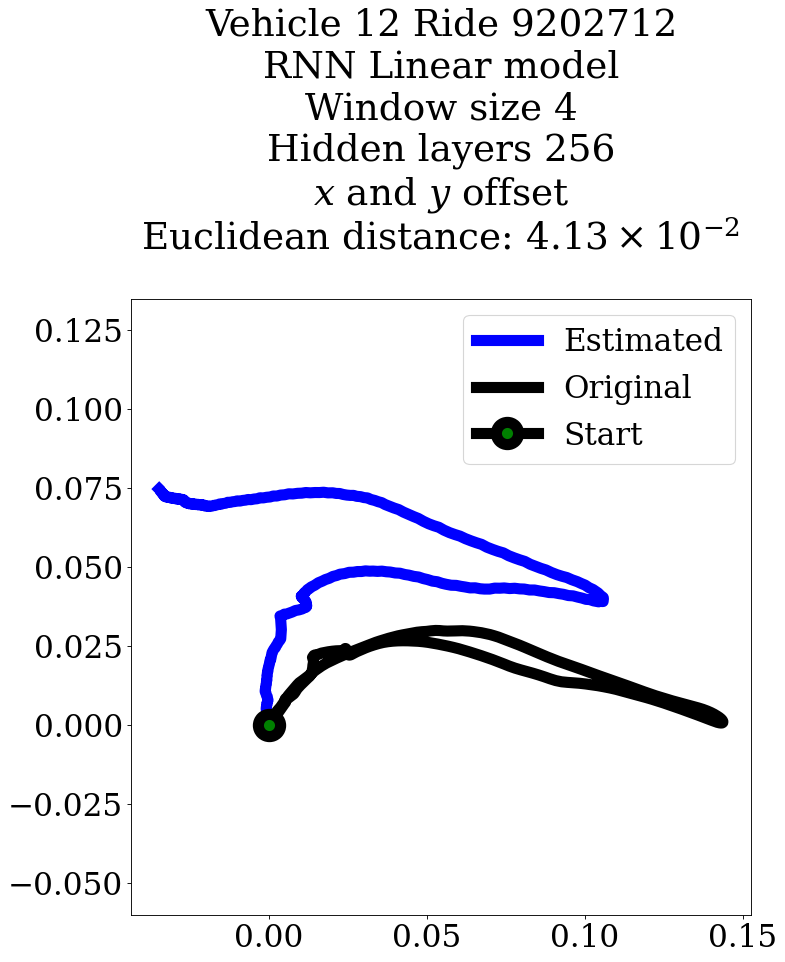 Vehicle 12 Ride 9202712
RNN Linear model
Window size 4
Hidden layers 256
x and y offset
Euclidean distance: 4.13 × 10⁻²
Estimated
Original
Start
0.125
0.100
0.075
0.050
0.025
0.000
−0.025
−0.050
0.00 0.05 0.10 0.15